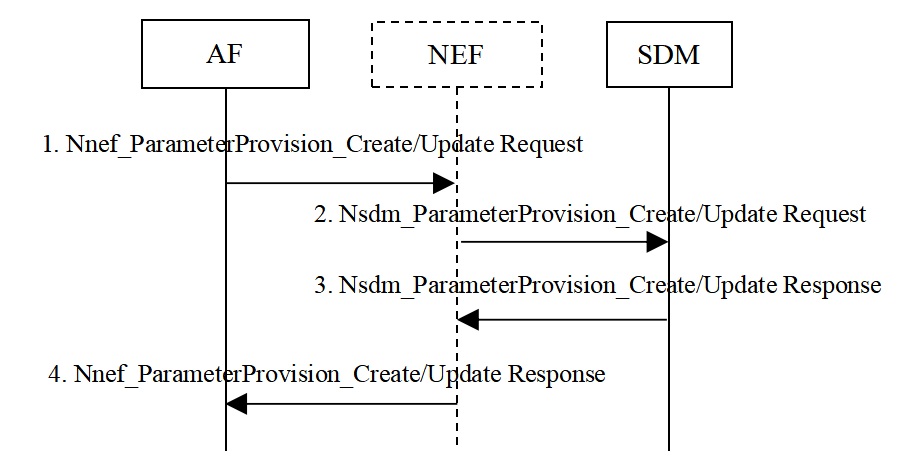 AF
NEF
SDM
1. Nnef_ParameterProvision_Create/Update Request
2. Nsdm_ParameterProvision_Create/Update Request
3. Nsdm_ParameterProvision_Create/Update Response
4. Nnef_ParameterProvision_Create/Update Response